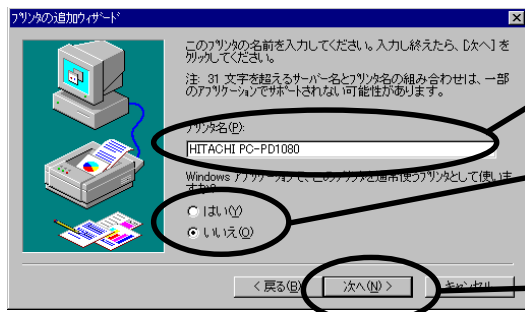 プリンタの追加ウィザード
このプリンタの名前を入力してください。入力し終えたら、[次へ] を
クリックしてください。
注: 31 文字を超えるサーバー名とプリンタ名の組み合わせは、一部
のアプリケーションでサポートされない可能性があります。
プリンタ名(P):
HITACHI PC-PD1080
Windows アプリケーションで、このプリンタを通常使うプリンタとして使いま
すか?
はい(Y)
いいえ(O)
< 戻る(B)
次へ(N) >
キャンセル